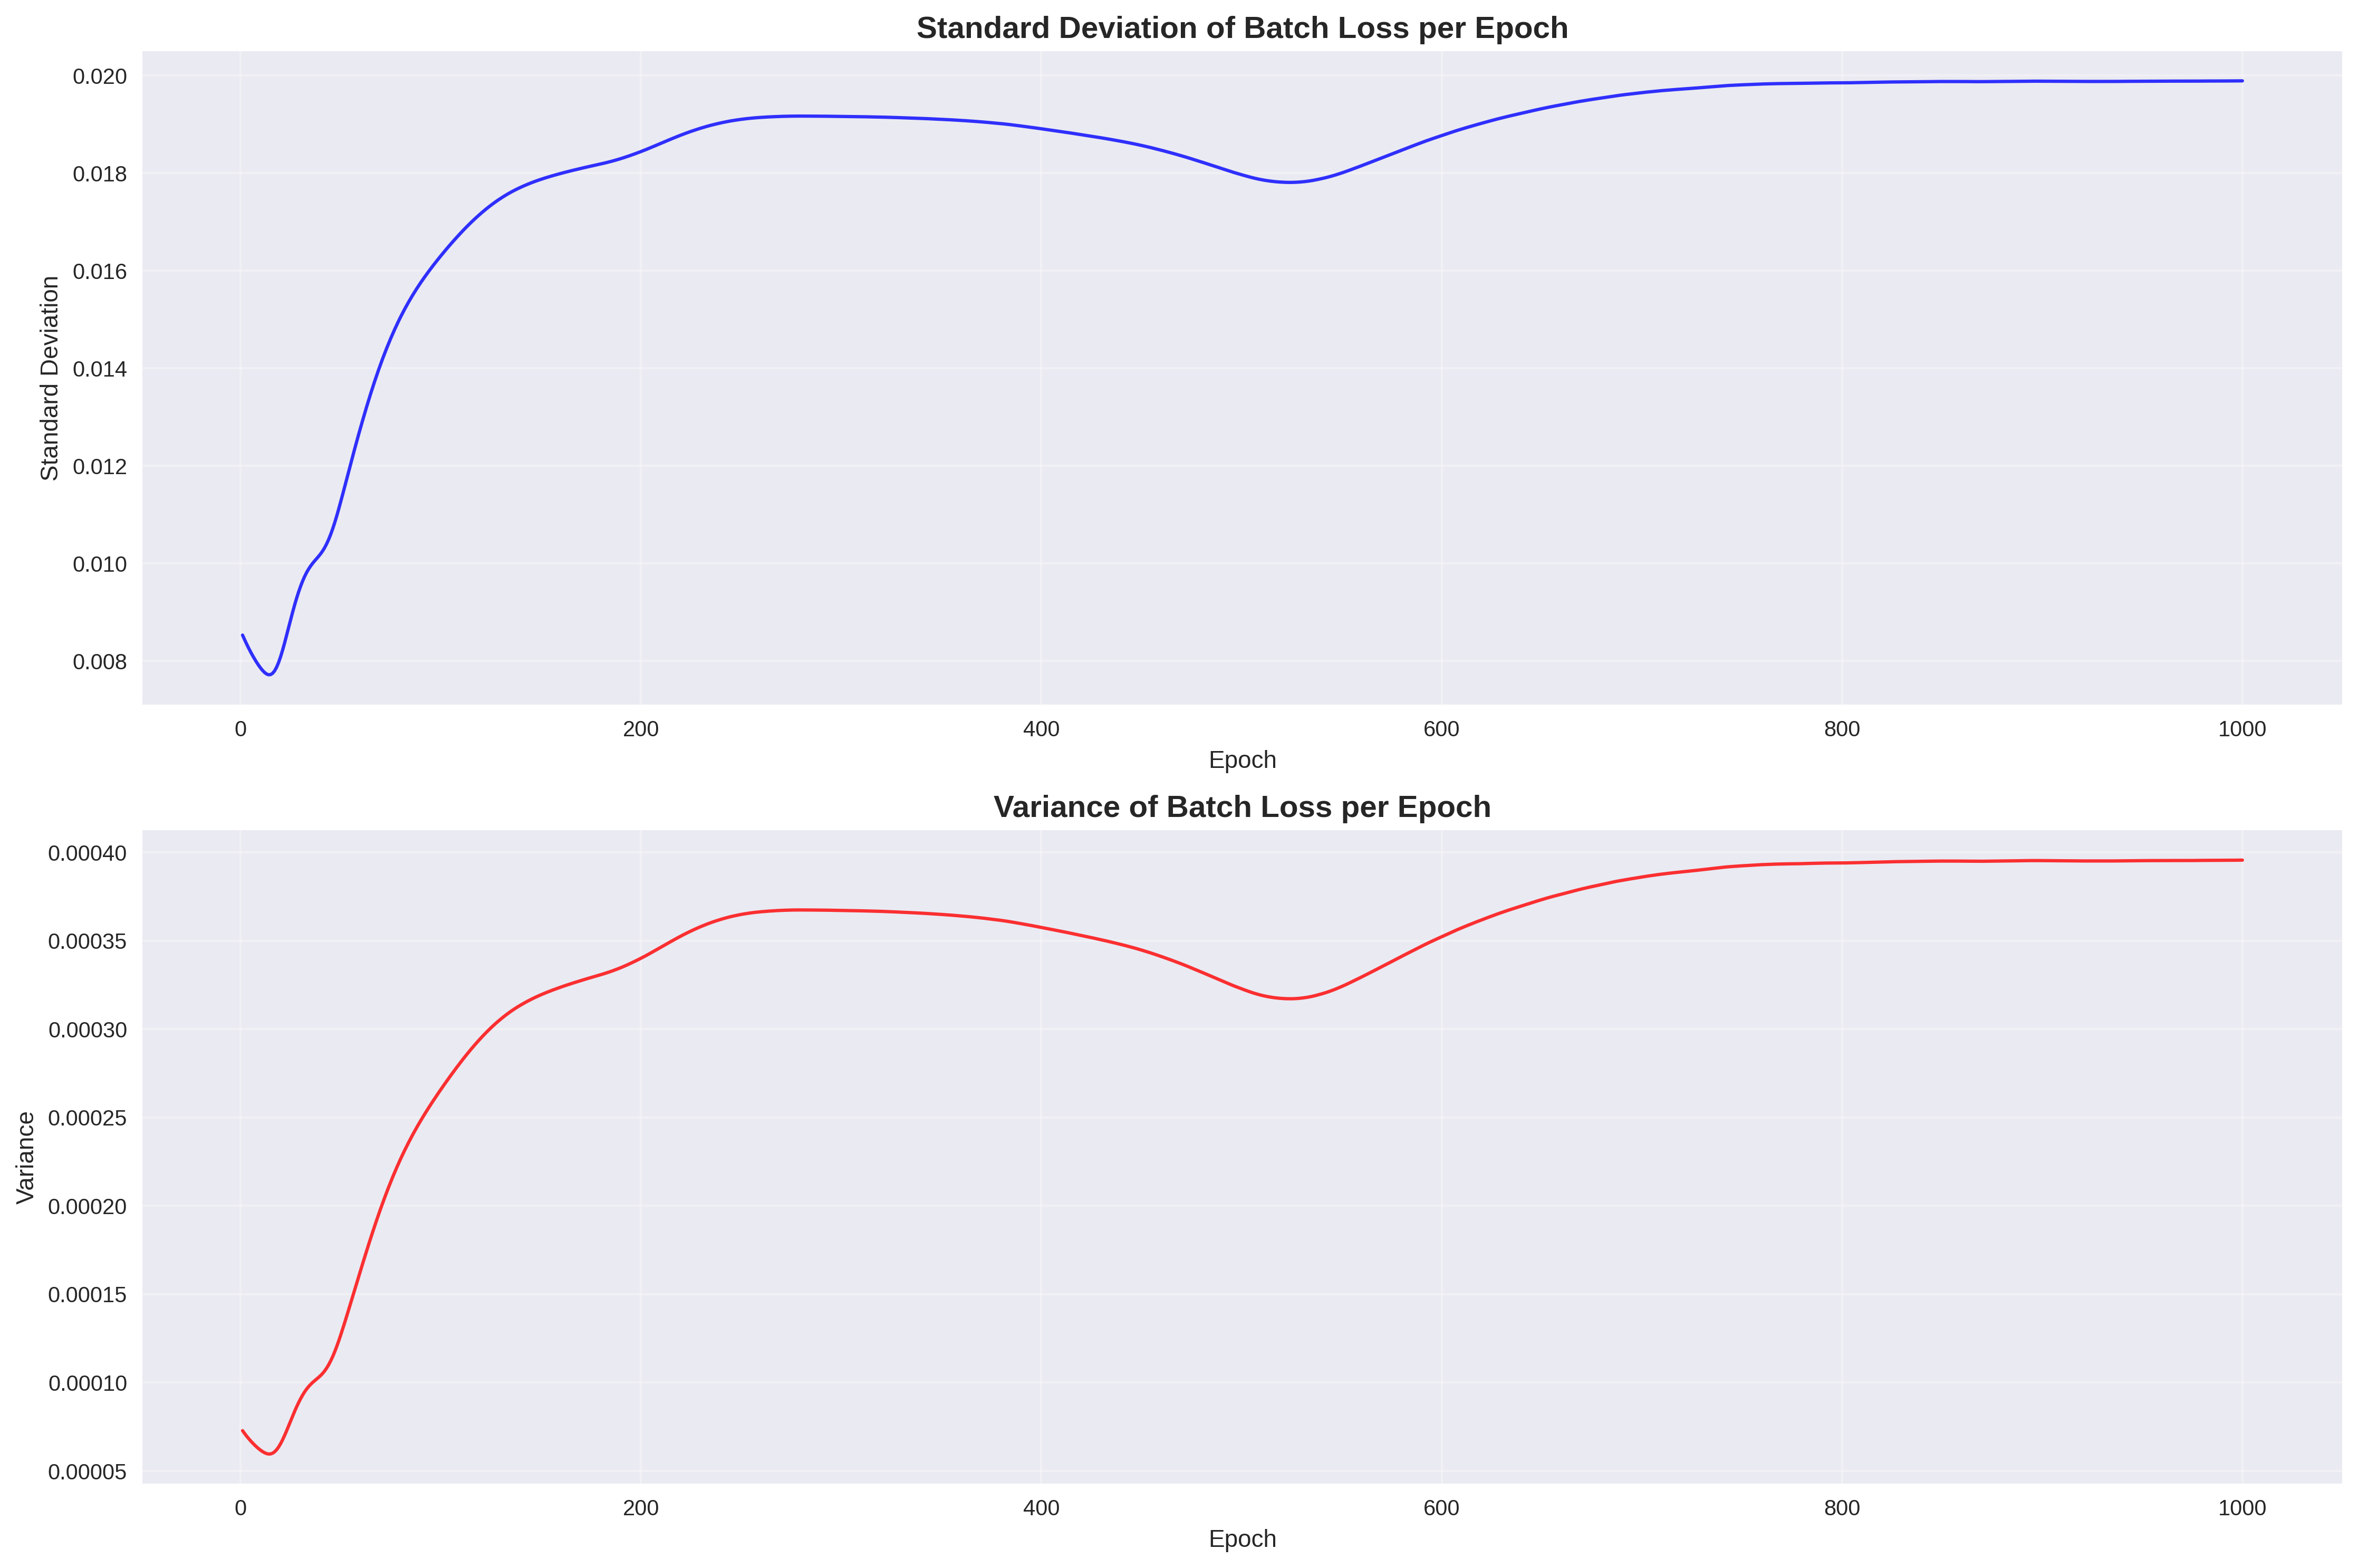 Standard Deviation of Batch Loss per Epoch
0.020
0.018
0.016
0.014
0.012
0.010
0.008
Standard Deviation
0 200 400 600 800 1000
Epoch
Variance of Batch Loss per Epoch
0.00040
0.00035
0.00030
0.00025
0.00020
0.00015
0.00010
0.00005
Variance
0 200 400 600 800 1000
Epoch